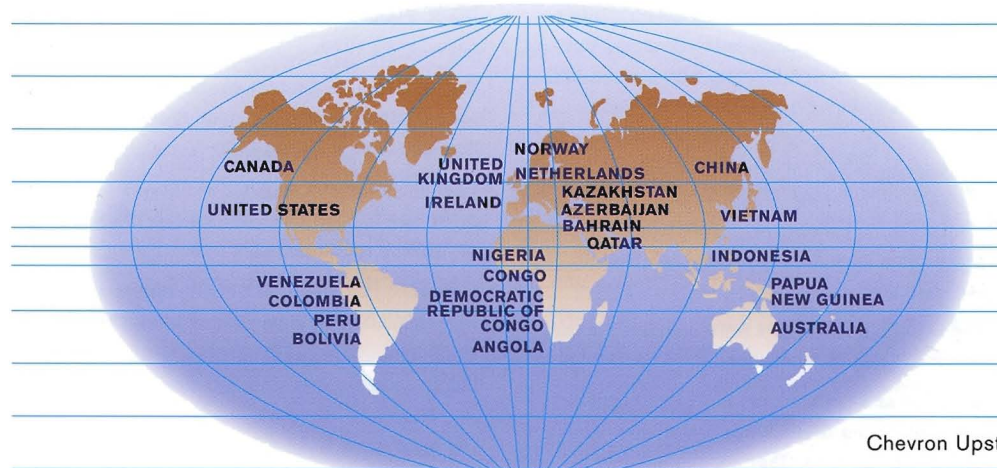 CANADA
UNITED STATES
VENEZUELA
COLOMBIA
PERU
BOLIVIA
UNITED
KINGDOM
IRELAND
NORWAY
NETHERLANDS
KAZAKHSTAN
AZERBAIJAN
BAHRAIN
QATAR
NIGERIA
CONGO
DEMOCRATIC
REPUBLIC OF
CONGO
ANGOLA
CHINA
VIETNAM
INDONESIA
PAPUA
NEW GUINEA
AUSTRALIA
Chevron Upst